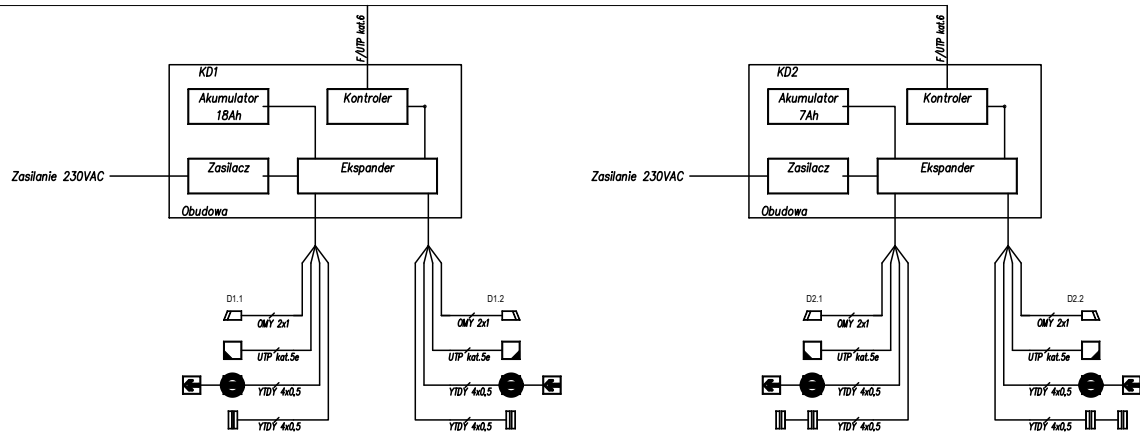 F/UTP kat.6
F/UTP kat.6
KD1
Akumulator
18Ah
Kontroler
Zasilanie 230VAC
Zasilacz
Ekspander
Obudowa
D1.1
D1.2
OMY 2x1
OMY 2x1
UTP kat.5e
UTP kat.5e
YTDY 4x0,5
YTDY 4x0,5
YTDY 4x0,5
YTDY 4x0,5
KD2
Akumulator
7Ah
Kontroler
Zasilanie 230VAC
Zasilacz
Ekspander
Obudowa
D2.1
D2.2
OMY 2x1
OMY 2x1
UTP kat.5e
UTP kat.5e
YTDY 4x0,5
YTDY 4x0,5
YTDY 4x0,5
YTDY 4x0,5